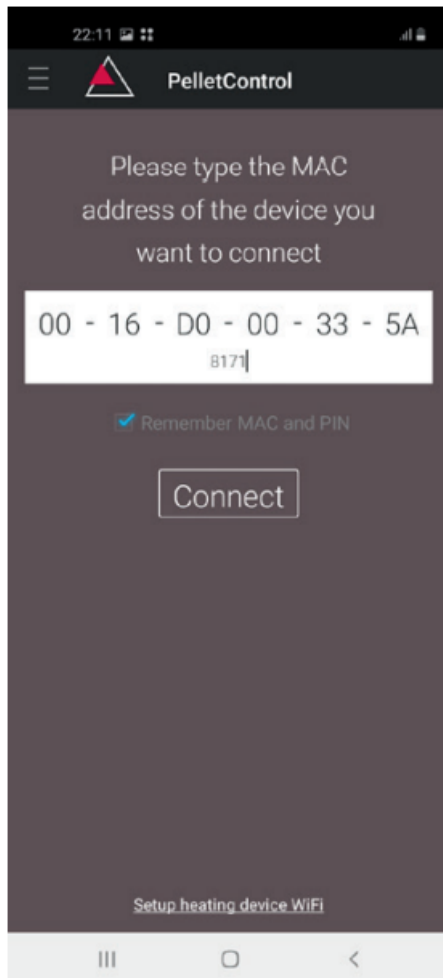 22:11
PelletControl
Please type the MAC
address of the device you
want to connect
00 - 16 - D0 - 00 - 33 - 5A
8171
Remember MAC and PIN
Connect
Setup heating device WiFi